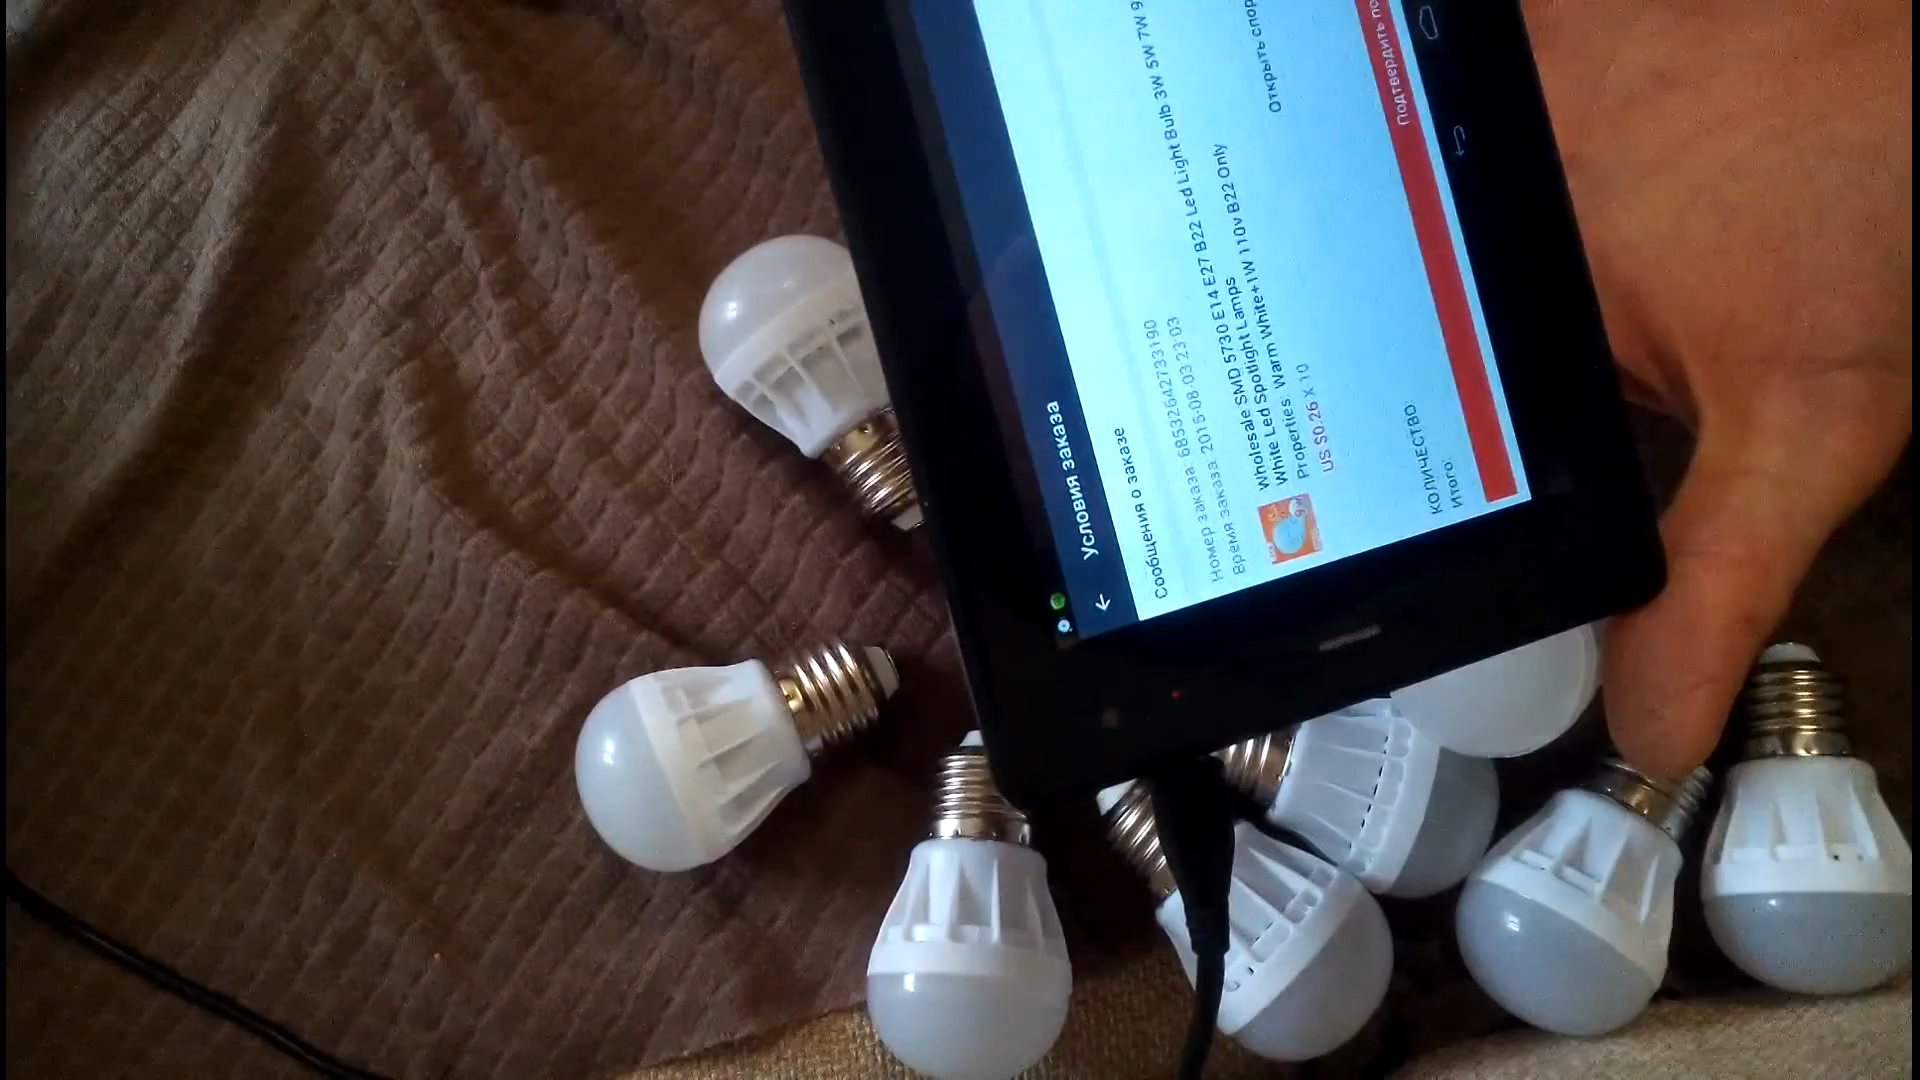 Условия заказа
Сообщения о заказе
Номер заказа: 68532642733190
Время заказа: 2015-08-03 23:03
Wholesale SMD 5730 E14 E27 B22 Led Light Bulb 3W 5W 7W 9
White Led Spotlight Lamps
Properties: Warm White+1W 110v B22 Only
US $0.26 X 10
Открыть спор
КОЛИЧЕСТВО:
Итого:
Подтвердить по